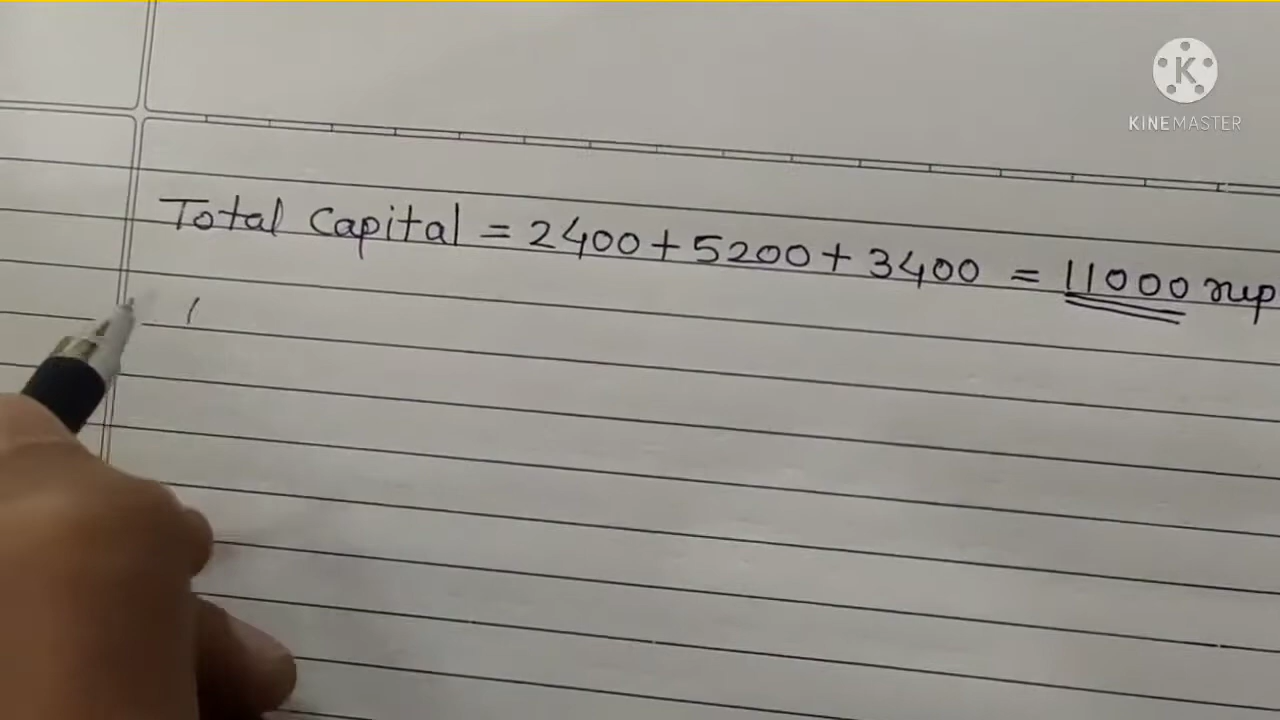 KINEMASTER
Total Capital = 2400 + 5200 + 3400 = 11000 rup